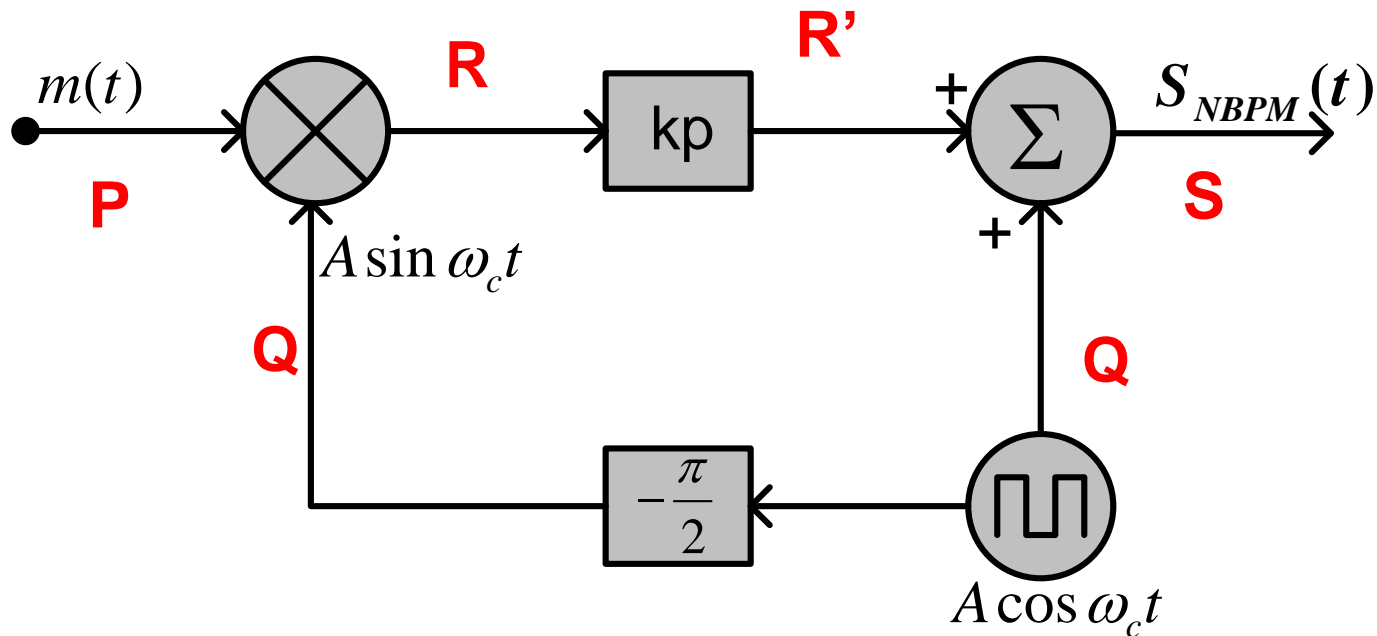 R
R’
m(t)
kp
+
Σ
S_NBPM (t)
P
S
+
A sin ω_c t
Q
Q
-π/2
A cos ω_c t